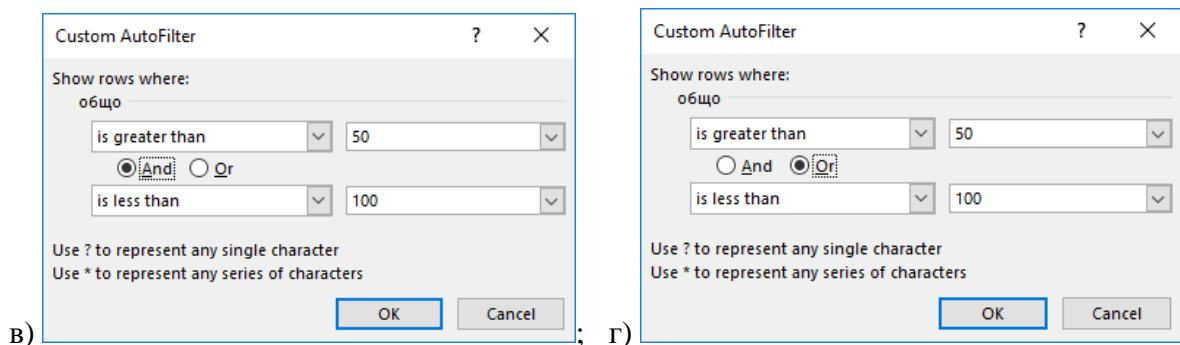 Custom AutoFilter ? ×
Show rows where:
общо
is greater than 50
And Or
is less than 100
Use ? to represent any single character
Use * to represent any series of characters
OK Cancel
в)
;
г)
Custom AutoFilter ? ×
Show rows where:
общо
is greater than 50
And Or
is less than 100
Use ? to represent any single character
Use * to represent any series of characters
OK Cancel